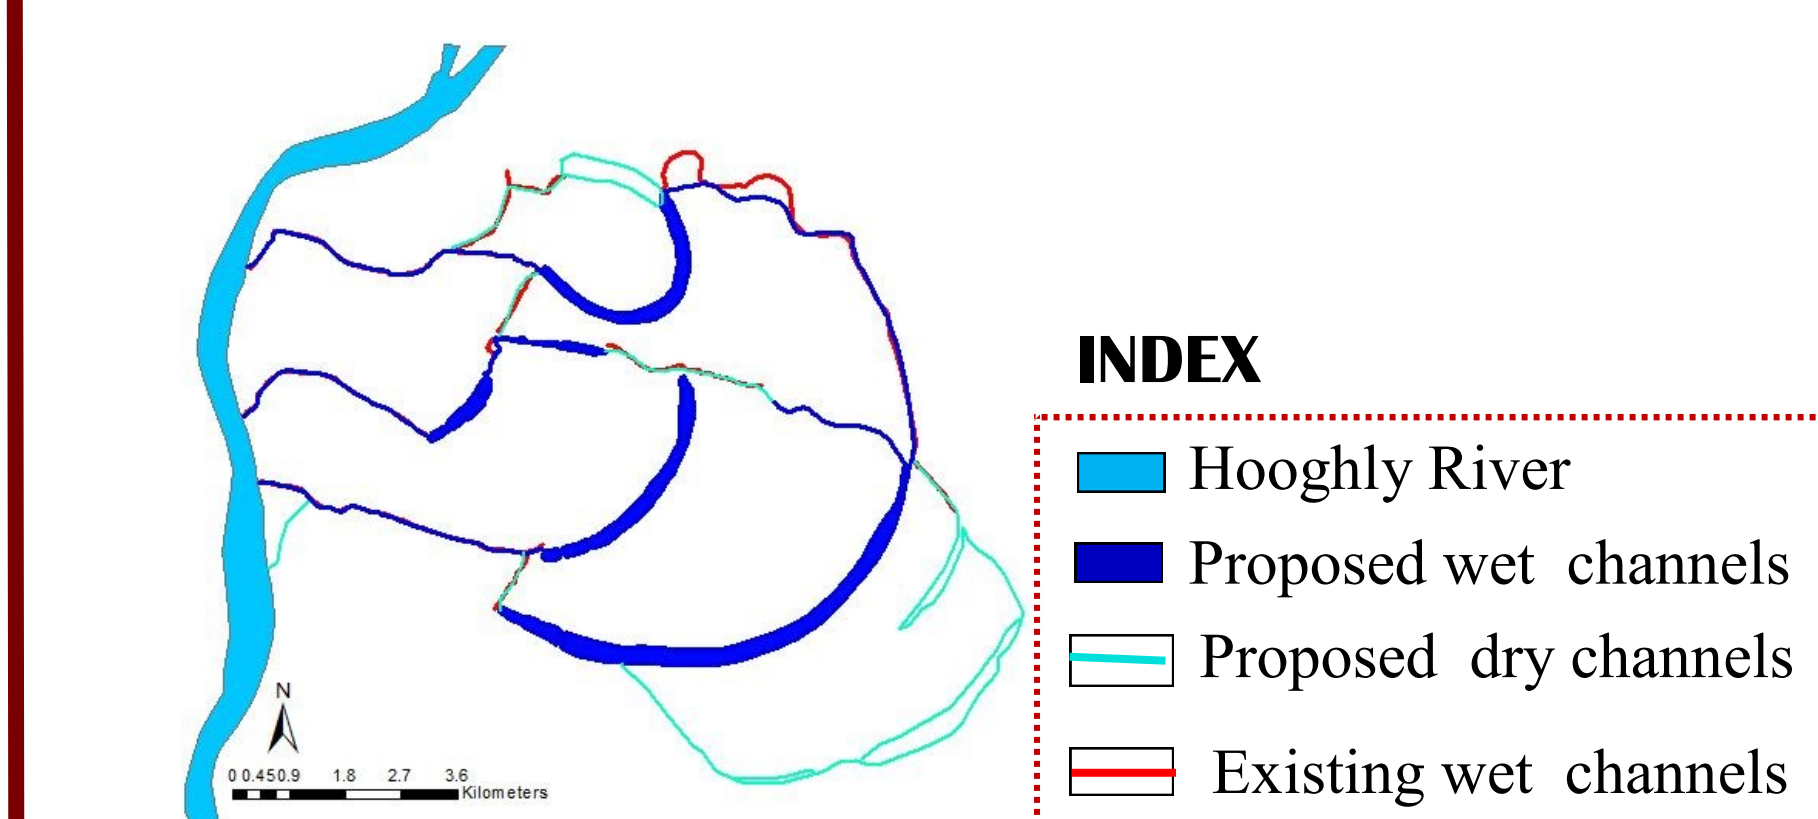 INDEX
Hooghly River
Proposed wet channels
Proposed dry channels
Existing wet channels
N
0 0.450.9 1.8 2.7 3.6
Kilometers